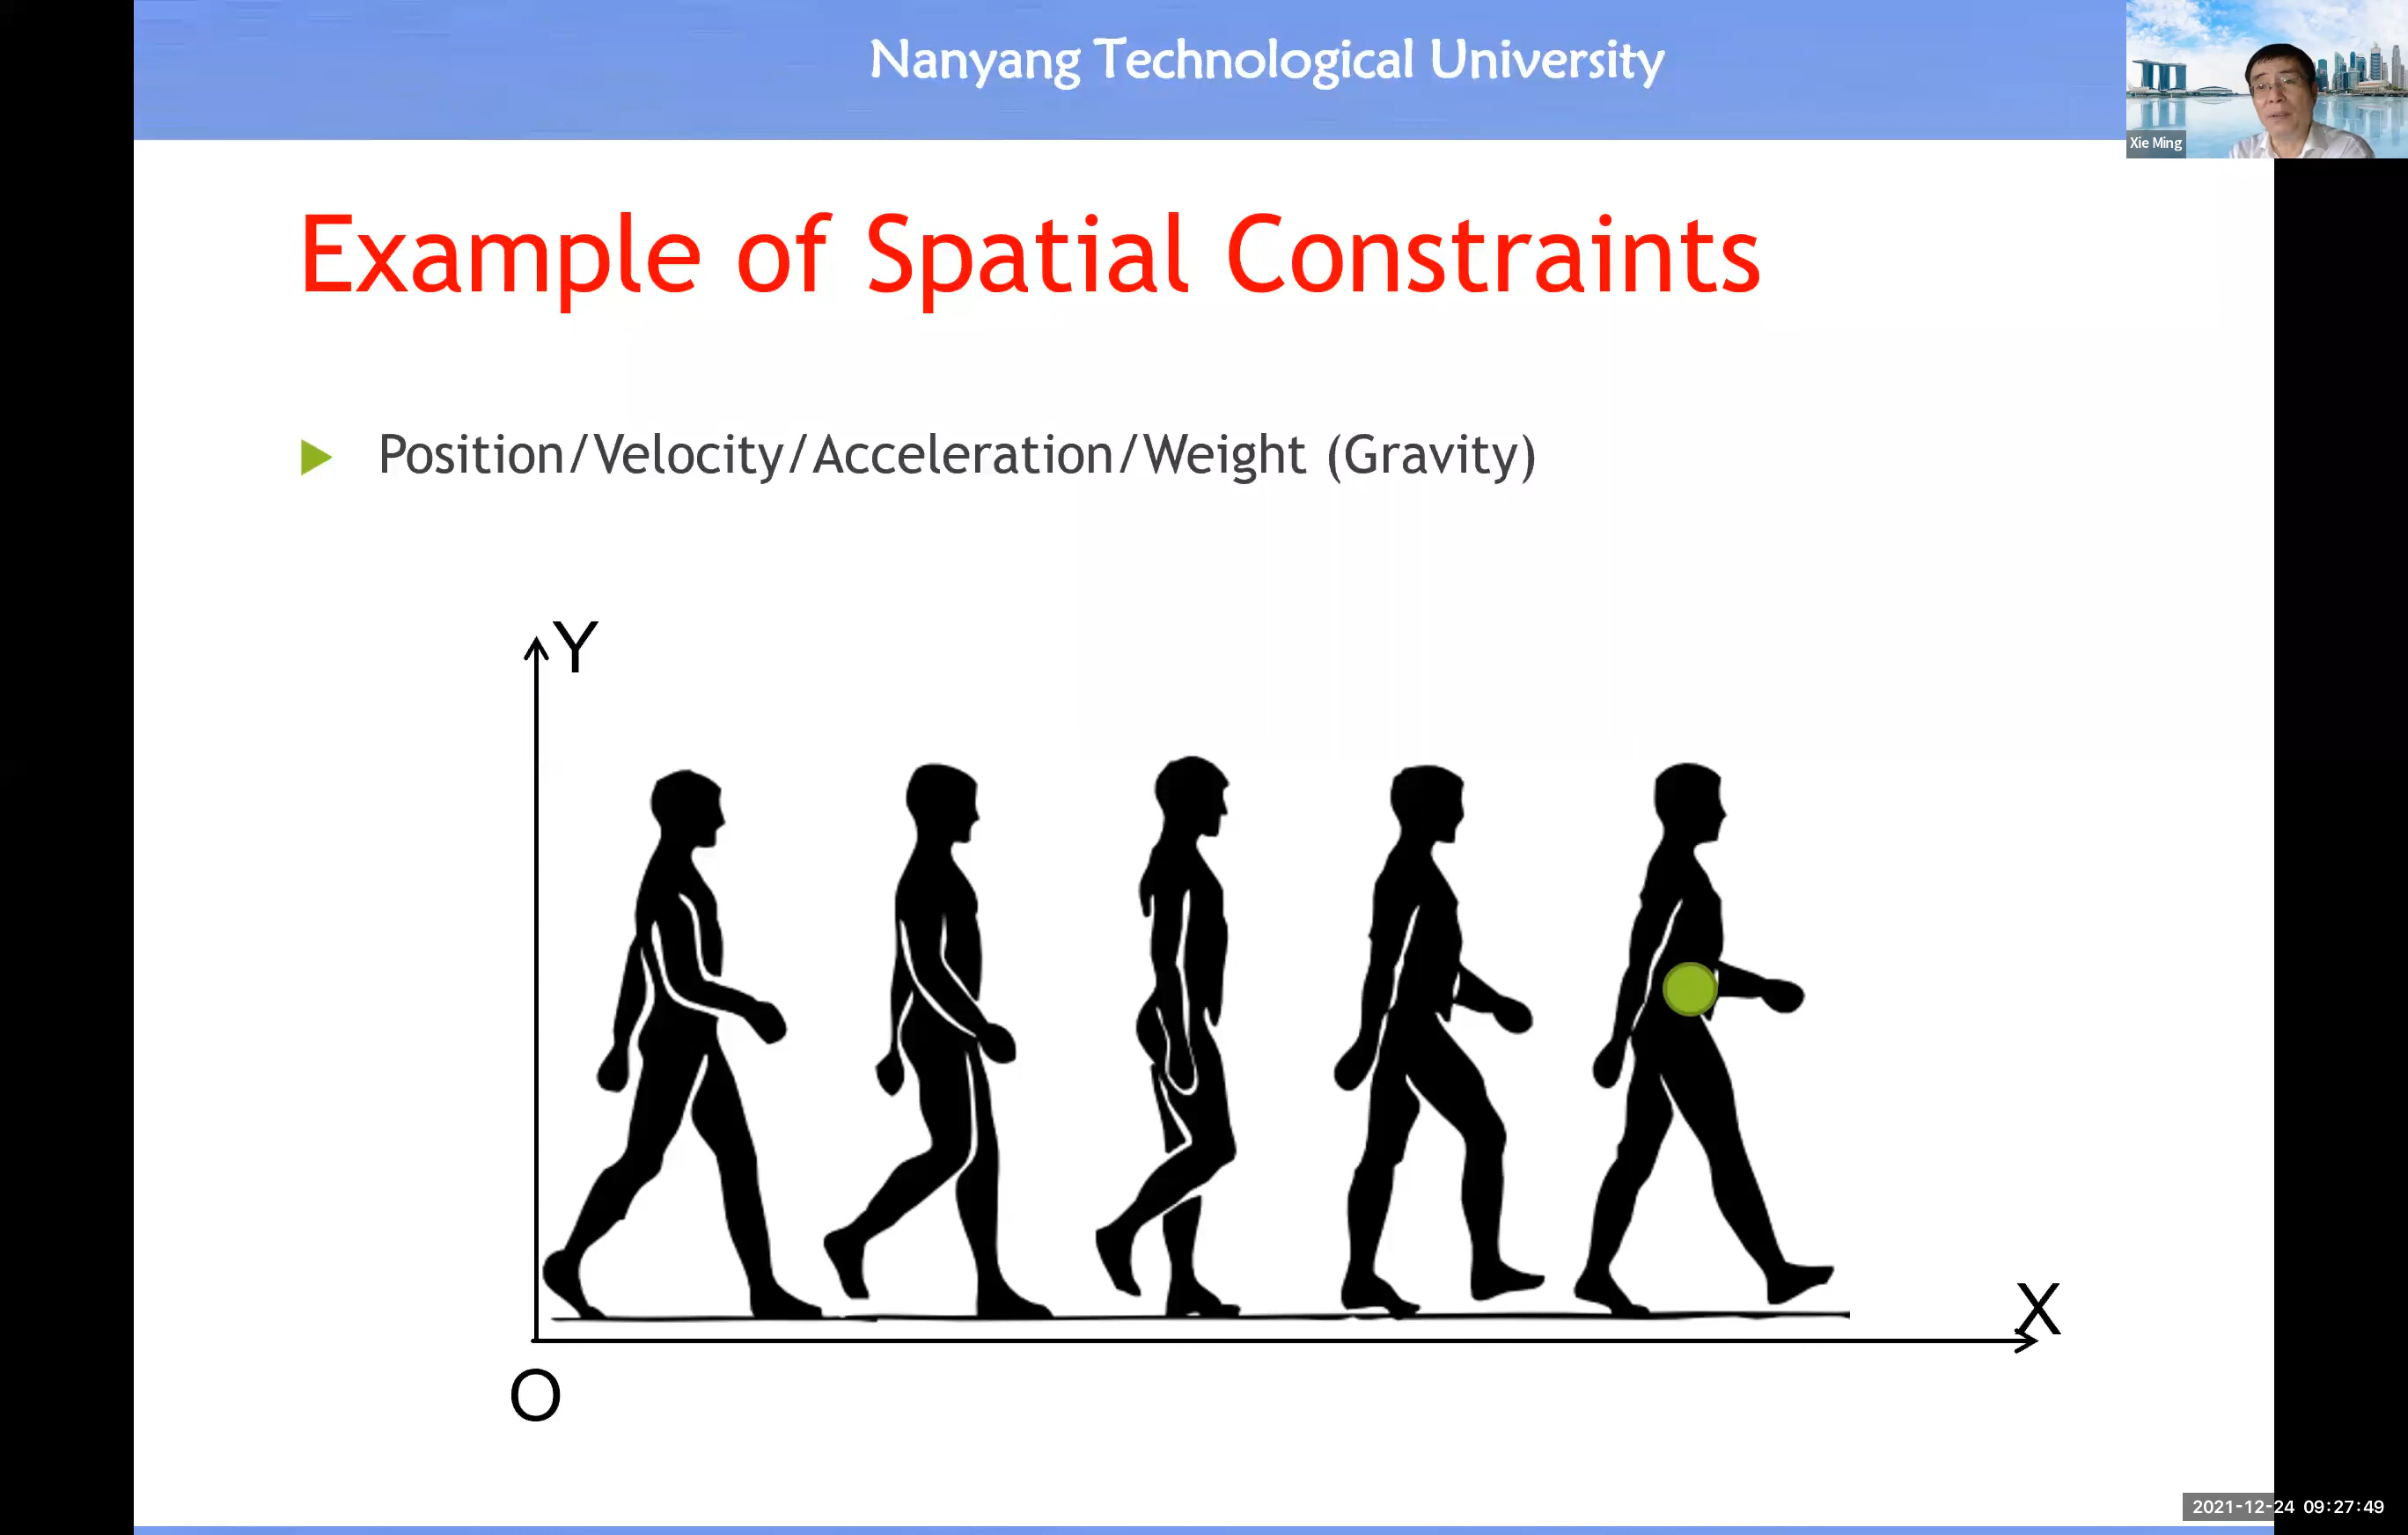 Nanyang Technological University
Xie Ming
Example of Spatial Constraints
Position/Velocity/Acceleration/Weight (Gravity)
Y
X
O
2021-12-24 09:27:49